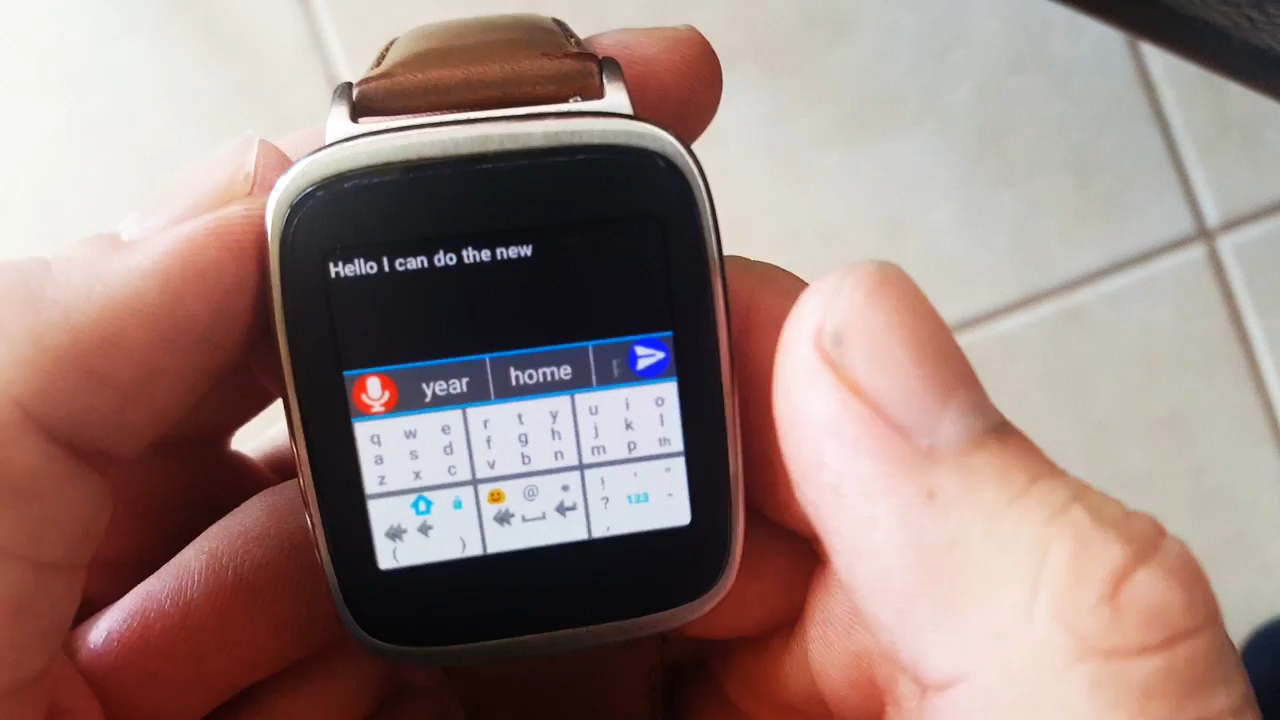 Hello I can do the new
year home
q w e r t y u i o
a s d f g h j k l
z x c v b n m p th
@ !
? 123 -
( ) ,